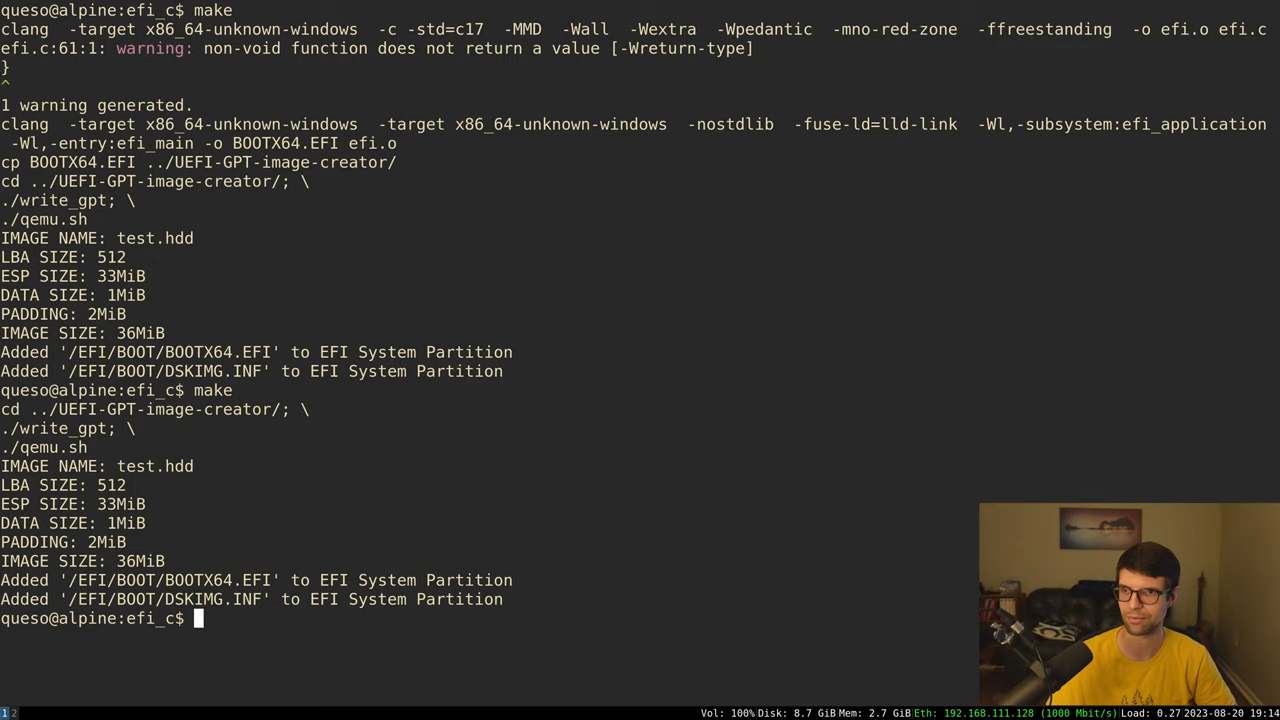 queso@alpine:efi_c$ make
clang  -target x86_64-unknown-windows  -c -std=c17  -MMD  -Wall  -Wextra  -Wpedantic  -mno-red-zone  -ffreestanding  -o efi.o efi.c
efi.c:61:1: warning: non-void function does not return a value [-Wreturn-type]
}
^
1 warning generated.
clang  -target x86_64-unknown-windows  -target x86_64-unknown-windows  -nostdlib  -fuse-ld=lld-link  -Wl,-subsystem:efi_application
 -Wl,-entry:efi_main -o BOOTX64.EFI efi.o
cp BOOTX64.EFI ../UEFI-GPT-image-creator/
cd ../UEFI-GPT-image-creator/; \
./write_gpt; \
./qemu.sh
IMAGE NAME: test.hdd
LBA SIZE: 512
ESP SIZE: 33MiB
DATA SIZE: 1MiB
PADDING: 2MiB
IMAGE SIZE: 36MiB
Added '/EFI/BOOT/BOOTX64.EFI' to EFI System Partition
Added '/EFI/BOOT/DSKIMG.INF' to EFI System Partition
queso@alpine:efi_c$ make
cd ../UEFI-GPT-image-creator/; \
./write_gpt; \
./qemu.sh
IMAGE NAME: test.hdd
LBA SIZE: 512
ESP SIZE: 33MiB
DATA SIZE: 1MiB
PADDING: 2MiB
IMAGE SIZE: 36MiB
Added '/EFI/BOOT/BOOTX64.EFI' to EFI System Partition
Added '/EFI/BOOT/DSKIMG.INF' to EFI System Partition
queso@alpine:efi_c$
1 2 Vol: 100% Disk: 8.7 GiB Mem: 2.7 GiB Eth: 192.168.111.128 (1000 Mbit/s) Load: 0.27 2023-08-20 19:14